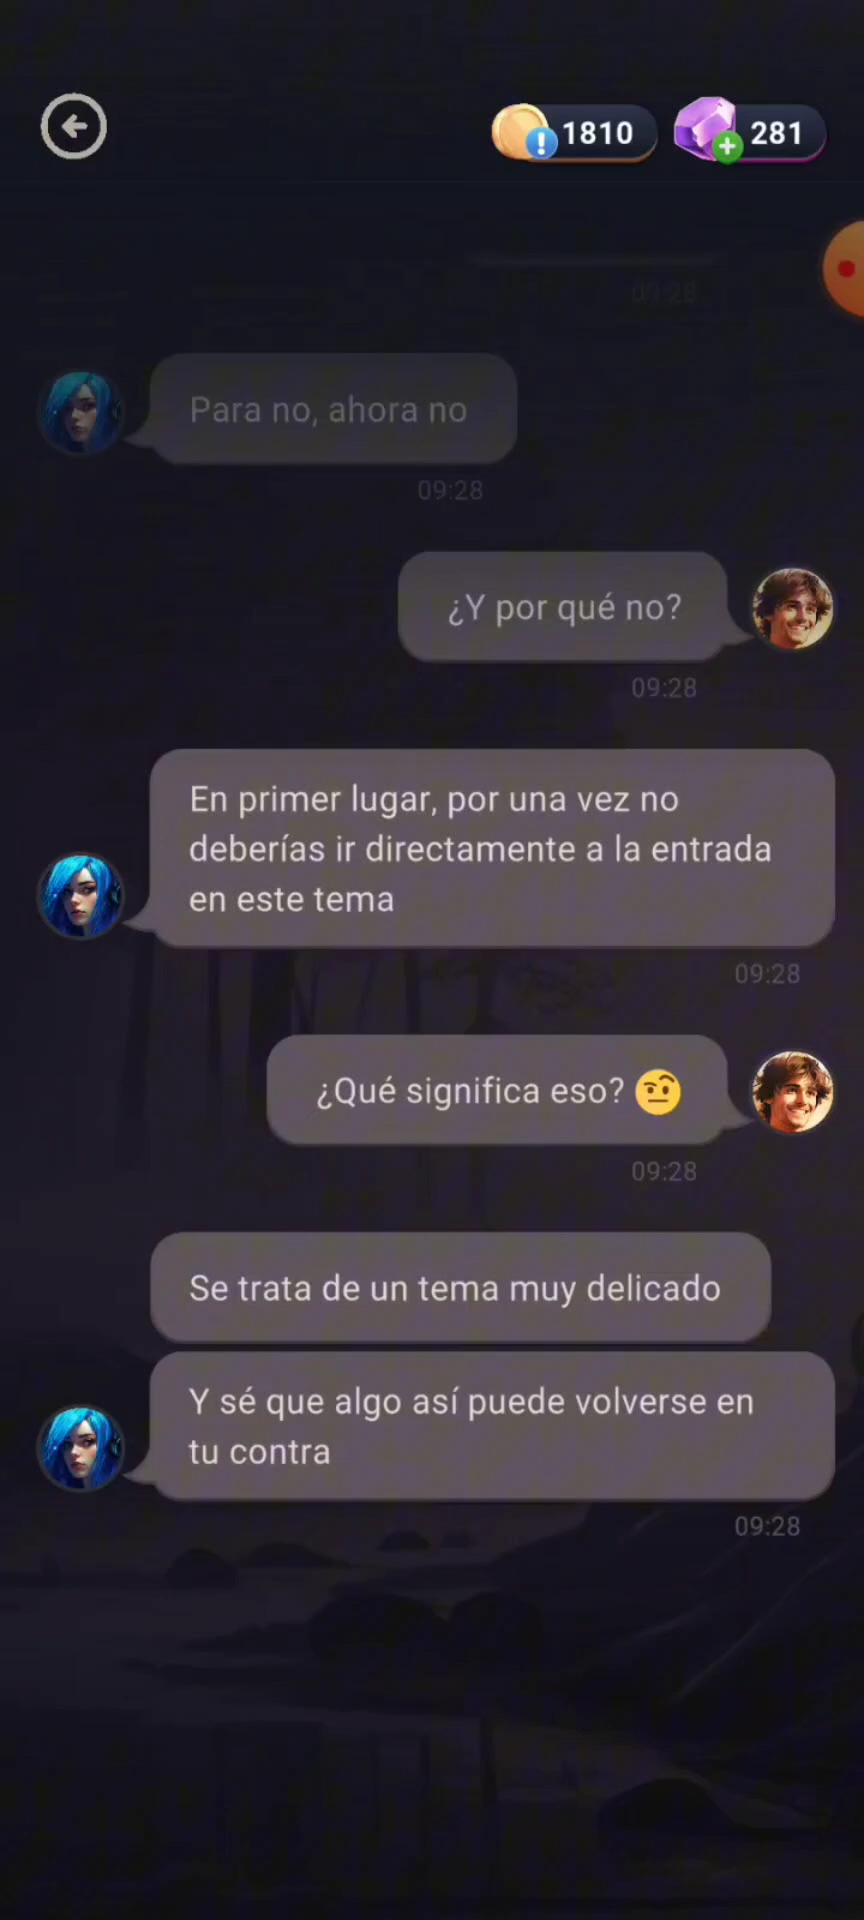 1810
281
09:28
Para no, ahora no
09:28
¿Y por qué no?
09:28
En primer lugar, por una vez no
deberías ir directamente a la entrada
en este tema
09:28
¿Qué significa eso? 🤨
09:28
Se trata de un tema muy delicado
Y sé que algo así puede volverse en
tu contra
09:28